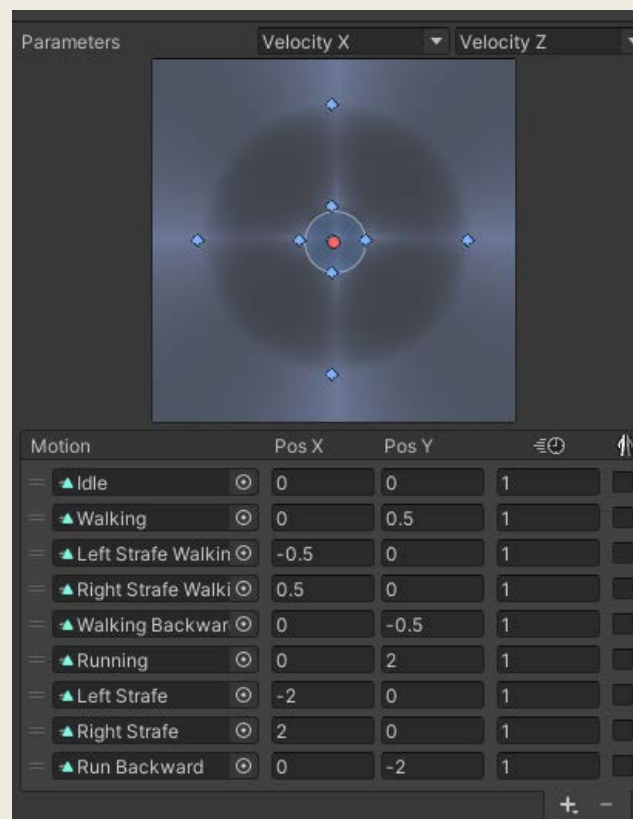 Parameters Velocity X Velocity Z
Motion Pos X Pos Y
Idle 0 0 1
Walking 0 0.5 1
Left Strafe Walkin -0.5 0 1
Right Strafe Walki 0.5 0 1
Walking Backwar 0 -0.5 1
Running 0 2 1
Left Strafe -2 0 1
Right Strafe 2 0 1
Run Backward 0 -2 1